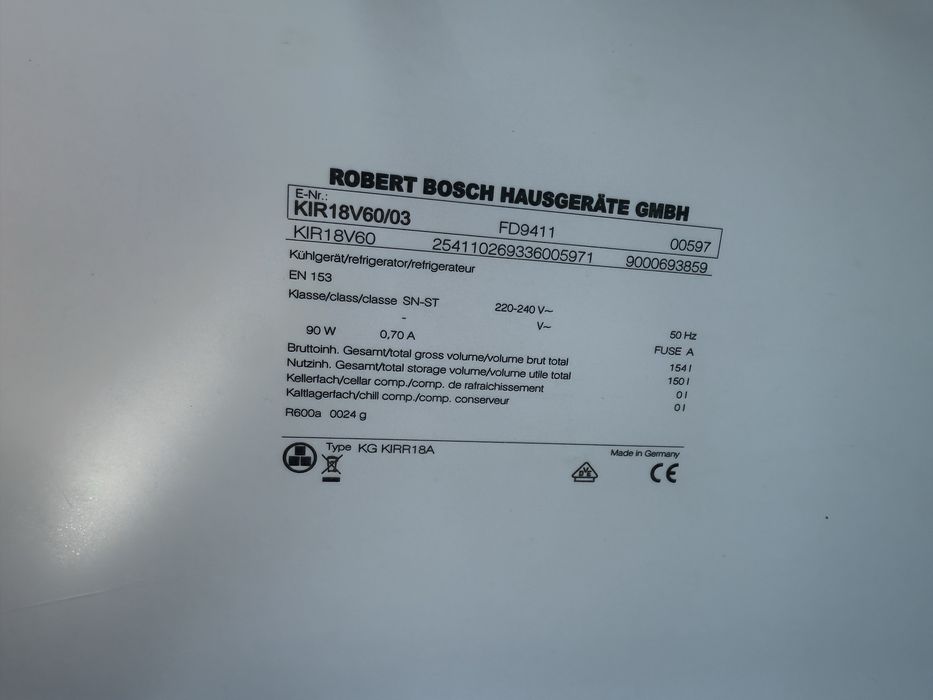 ROBERT BOSCH HAUSGERÄTE GMBH
E-Nr.:
KIR18V60/03 FD9411 00597
KIR18V60 254110269336005971 9000693859
Kühlgerät/refrigerator/refrigerateur
EN 153
Klasse/class/classe SN-ST 220-240 V~
- V~
90 W 0,70 A 50 Hz
FUSE A
Bruttoinh. Gesamt/total gross volume/volume brut total 154 l
Nutzinh. Gesamt/total storage volume/volume utile total 150 l
Kellerfach/cellar comp./comp. de rafraichissement 0 l
Kaltlagerfach/chill comp./comp. conserveur 0 l
R600a 0024 g
Type KG KIRR18A Made in Germany
DVE CE